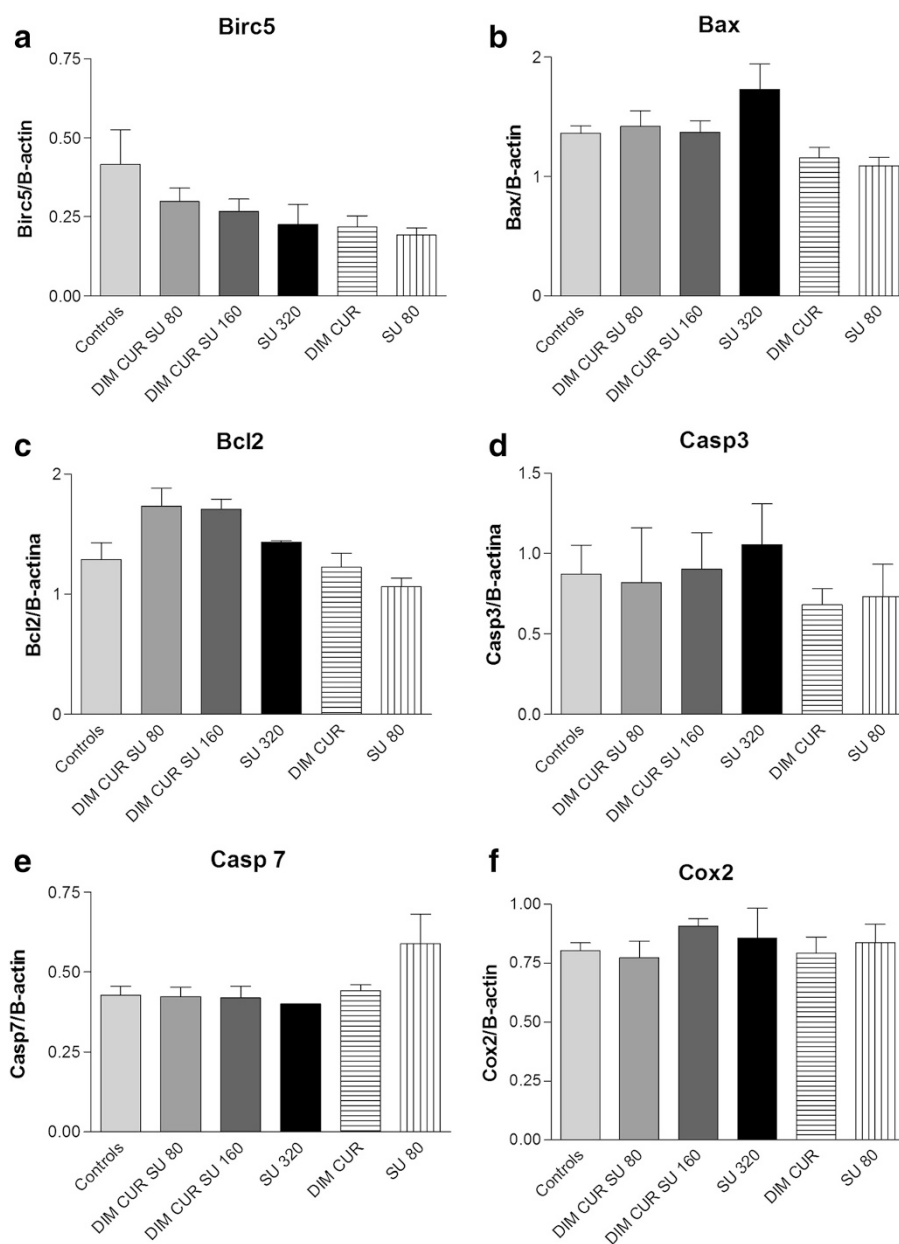 a
Birc5
Birc5/B-actin
0.75
0.50
0.25
0.00
Controls
DIM CUR SU 80
DIM CUR SU 160
SU 320
DIM CUR
SU 80
b
Bax
Bax/B-actin
2
1
0
Controls
DIM CUR SU 80
DIM CUR SU 160
SU 320
DIM CUR
SU 80
c
Bcl2
Bcl2/B-actina
2
1
0
Controls
DIM CUR SU 80
DIM CUR SU 160
SU 320
DIM CUR
SU 80
d
Casp3
Casp3/B-actina
1.5
1.0
0.5
0.0
Controls
DIM CUR SU 80
DIM CUR SU 160
SU 320
DIM CUR
SU 80
e
Casp 7
Casp7/B-actin
0.75
0.50
0.25
0.00
Controls
DIM CUR SU 80
DIM CUR SU 160
SU 320
DIM CUR
SU 80
f
Cox2
Cox2/B-actin
1.00
0.75
0.50
0.25
0.00
Controls
DIM CUR SU 80
DIM CUR SU 160
SU 320
DIM CUR
SU 80